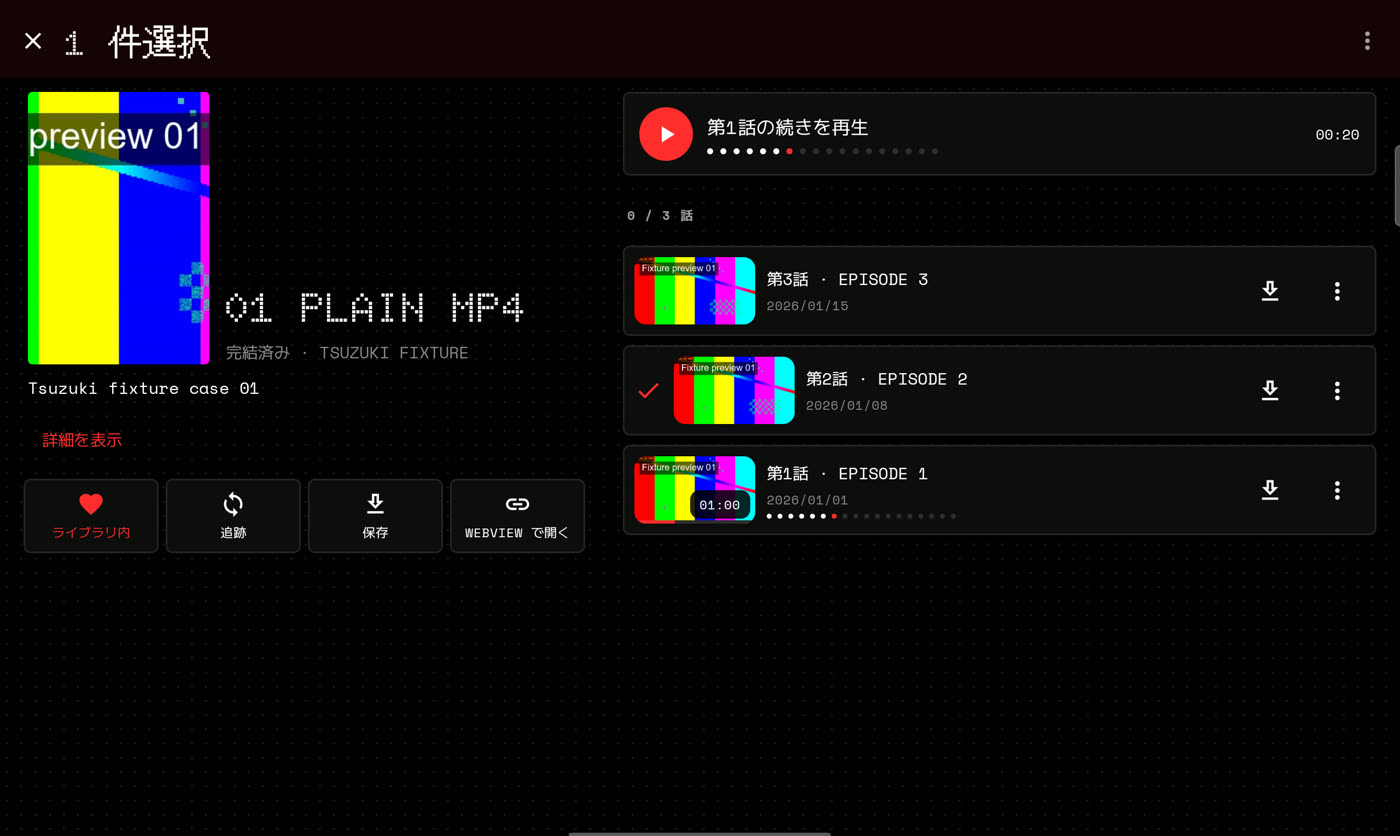 1 件選択
preview 01
01 PLAIN MP4
完結済み · TSUZUKI FIXTURE
Tsuzuki fixture case 01
詳細を表示
ライブラリ内
追跡
保存
WEBVIEW で開く
第1話の続きを再生
00:20
0 / 3 話
Fixture preview 01
第3話 · EPISODE 3
2026/01/15
Fixture preview 01
第2話 · EPISODE 2
2026/01/08
Fixture preview 01
01:00
第1話 · EPISODE 1
2026/01/01